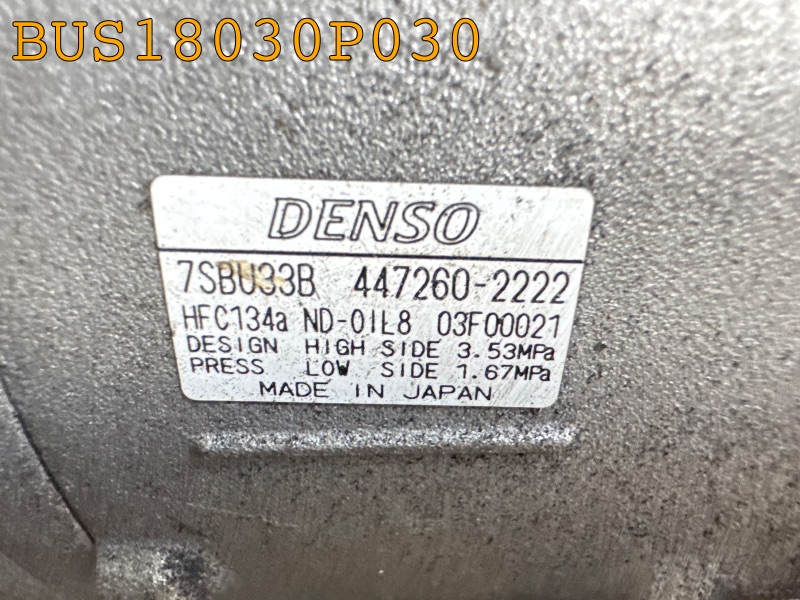 BUS18030P030
DENSO
7SBU33B 447260-2222
HFC134a ND-OIL8 03F00021
DESIGN HIGH SIDE 3.53MPa
PRESS LOW SIDE 1.67MPa
MADE IN JAPAN